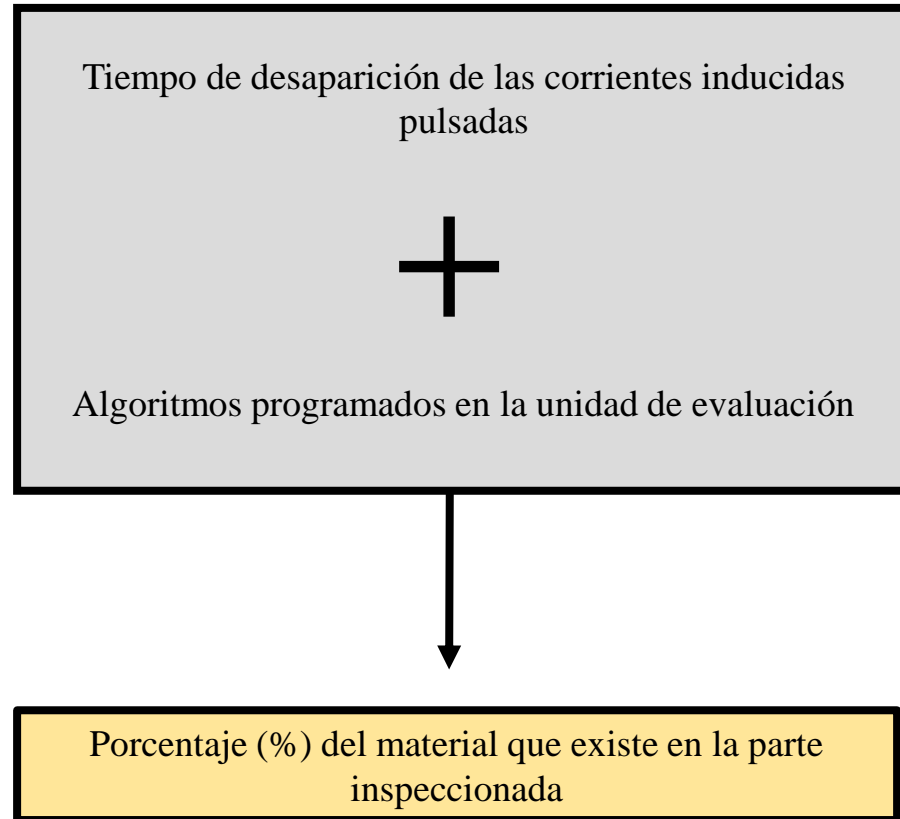 Tiempo de desaparición de las corrientes inducidas
pulsadas
Algoritmos programados en la unidad de evaluación
Porcentaje (%) del material que existe en la parte
inspeccionada